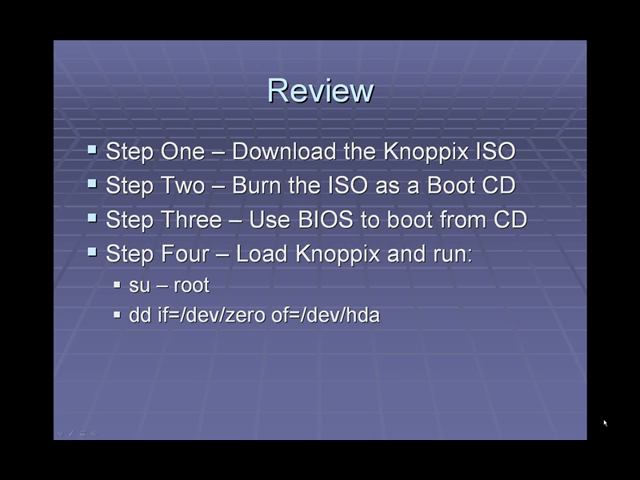 Review
Step One – Download the Knoppix ISO
Step Two – Burn the ISO as a Boot CD
Step Three – Use BIOS to boot from CD
Step Four – Load Knoppix and run:
su – root
dd if=/dev/zero of=/dev/hda